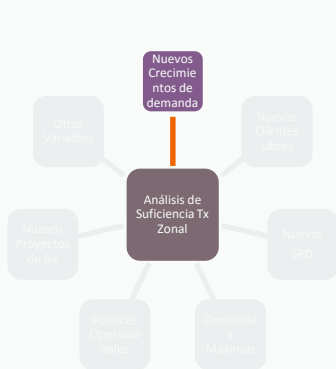 Nuevos
Crecimie
ntos de
demanda
Otras
Variables
Nuevos
Clientes
Libres
Análisis de
Suficiencia Tx
Zonal
Nuevos
Proyectos
de Gx
Nuevas
SPD
Políticas
Operacio
nales
Demanda
s
Máximas